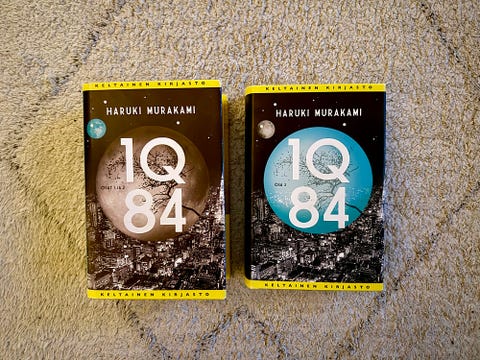 KELTAINEN KIRJASTO
HARUKI MURAKAMI
1Q
OSAT 1 JA 2
84
KELTAINEN KIRJASTO
KELTAINEN KIRJASTO
HARUKI MURAKAMI
1Q
OSA 3
84
KELTAINEN KIRJASTO